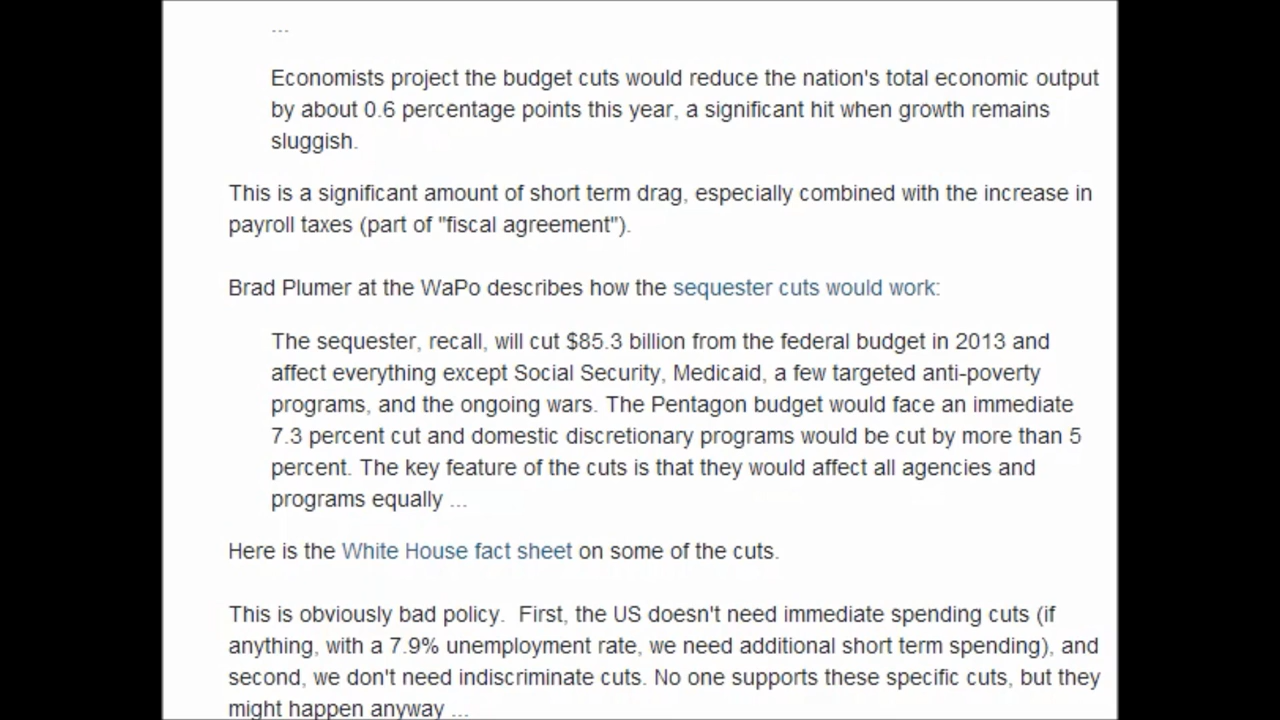 ...
Economists project the budget cuts would reduce the nation's total economic output
by about 0.6 percentage points this year, a significant hit when growth remains
sluggish.
This is a significant amount of short term drag, especially combined with the increase in
payroll taxes (part of "fiscal agreement").
Brad Plumer at the WaPo describes how the sequester cuts would work:
The sequester, recall, will cut $85.3 billion from the federal budget in 2013 and
affect everything except Social Security, Medicaid, a few targeted anti-poverty
programs, and the ongoing wars. The Pentagon budget would face an immediate
7.3 percent cut and domestic discretionary programs would be cut by more than 5
percent. The key feature of the cuts is that they would affect all agencies and
programs equally ...
Here is the White House fact sheet on some of the cuts.
This is obviously bad policy.  First, the US doesn't need immediate spending cuts (if
anything, with a 7.9% unemployment rate, we need additional short term spending), and
second, we don't need indiscriminate cuts. No one supports these specific cuts, but they
might happen anyway ...